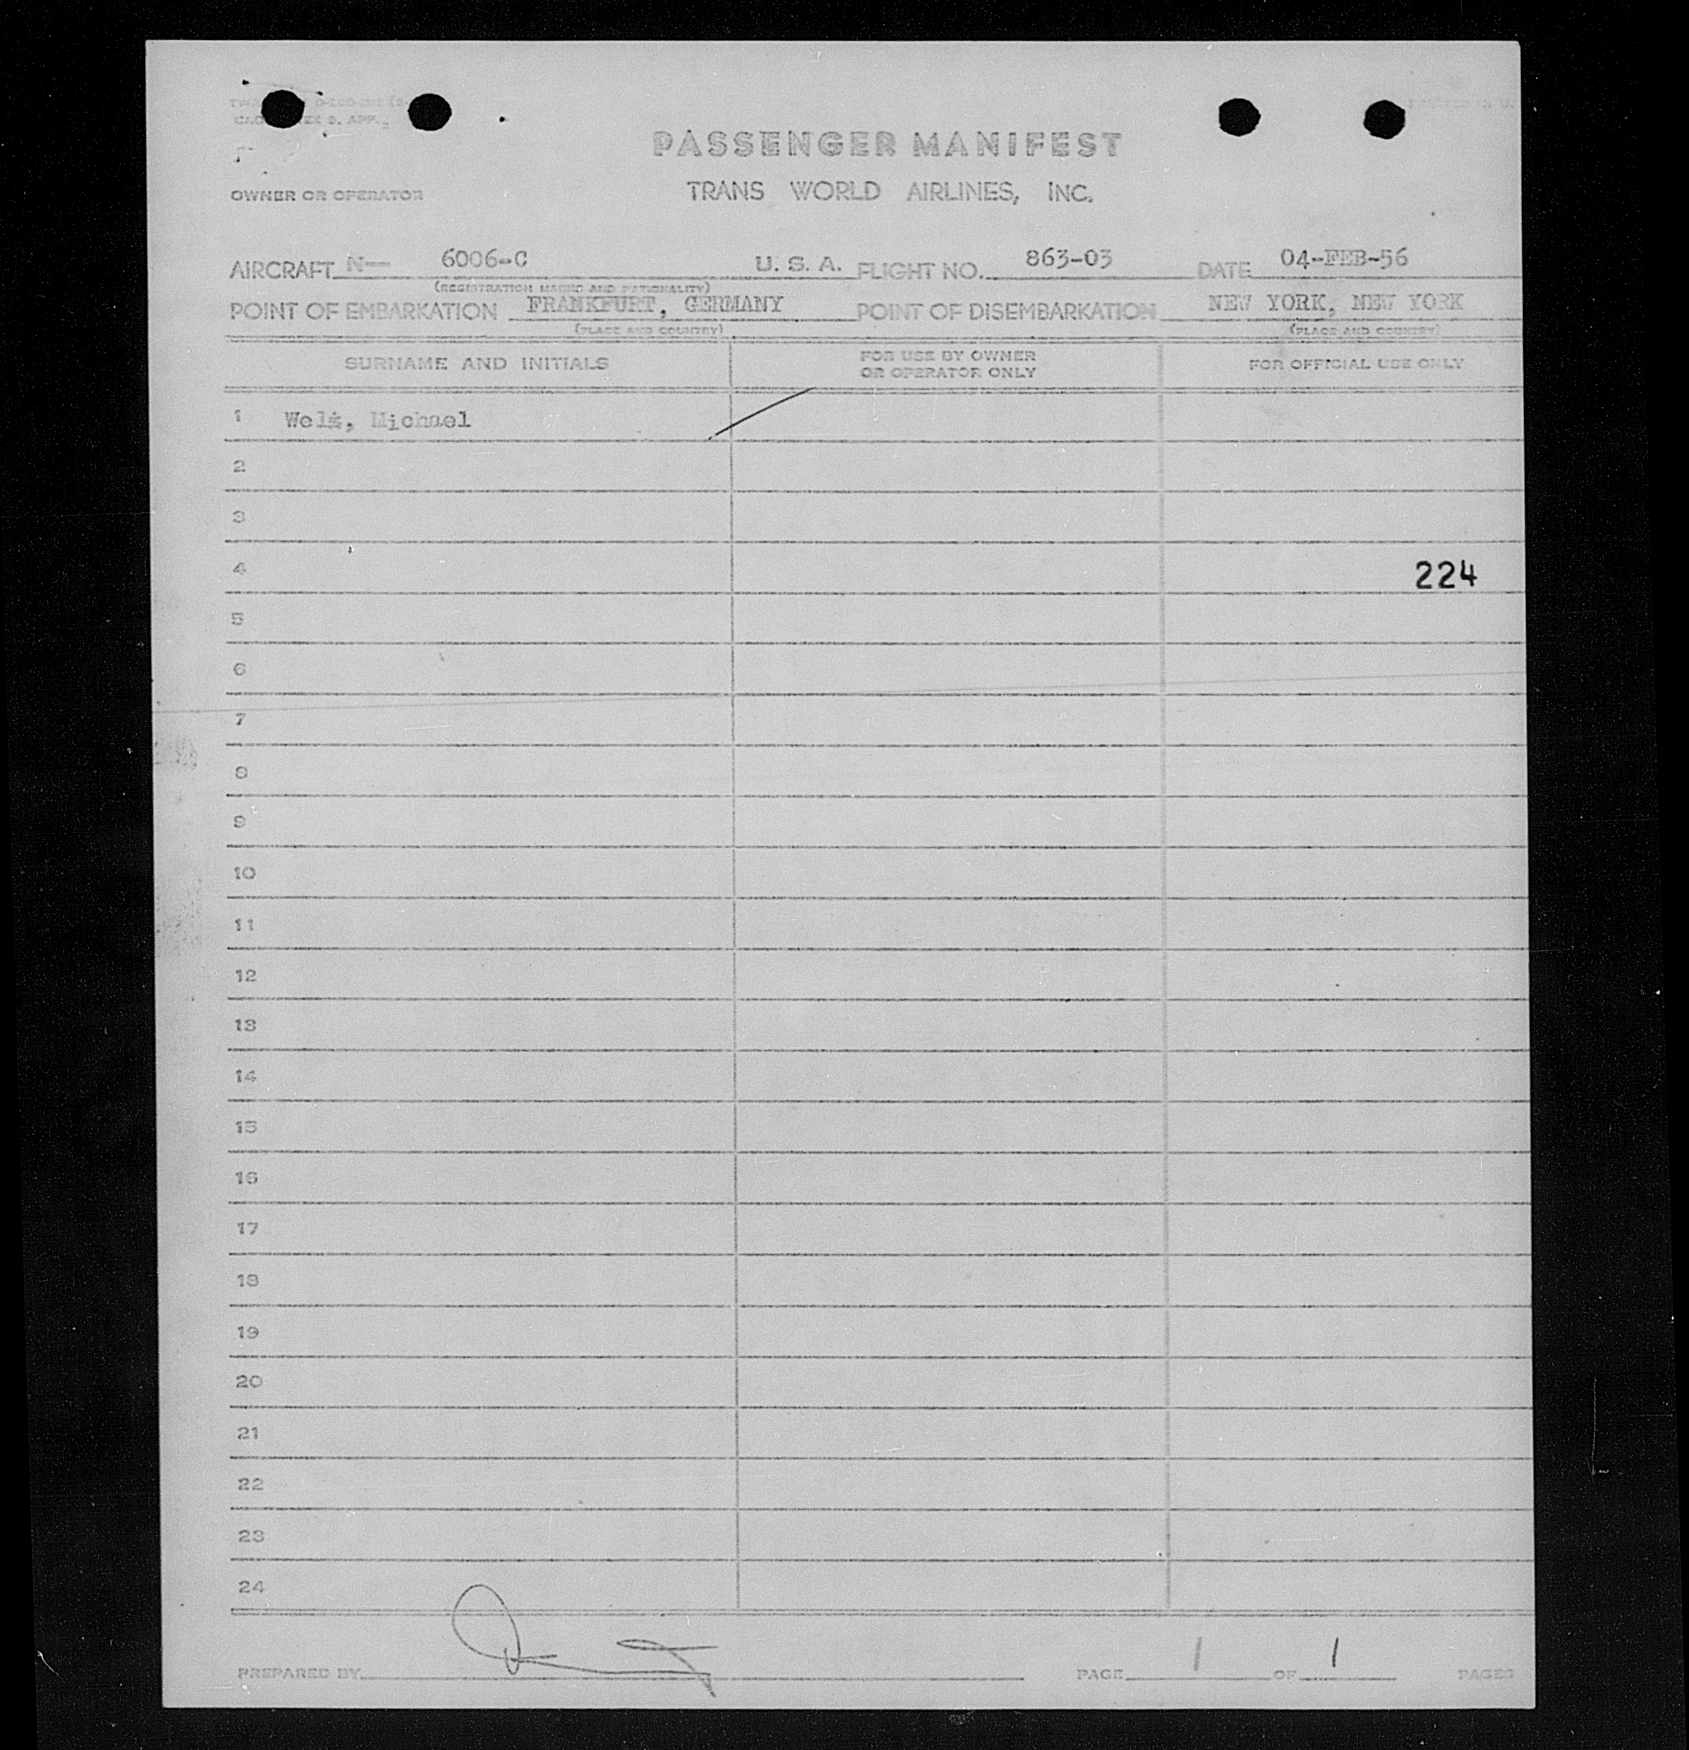 PASSENGER MANIFEST
OWNER OR OPERATOR TRANS WORLD AIRLINES, INC.
AIRCRAFT N— 6006-C U. S. A. FLIGHT NO. 863-03 DATE 04-FEB-56
(REGISTRATION MARKS AND NATIONALITY)
POINT OF EMBARKATION FRANKFURT, GERMANY POINT OF DISEMBARKATION NEW YORK, NEW YORK
(PLACE AND COUNTRY) (PLACE AND COUNTRY)
SURNAME AND INITIALS FOR USE BY OWNER OR OPERATOR ONLY FOR OFFICIAL USE ONLY
1 Michael
2
3
4 224
5
6
7
8
9
10
11
12
13
14
15
16
17
18
19
20
21
22
23
24
PREPARED BY PAGE 1 OF 1 PAGES